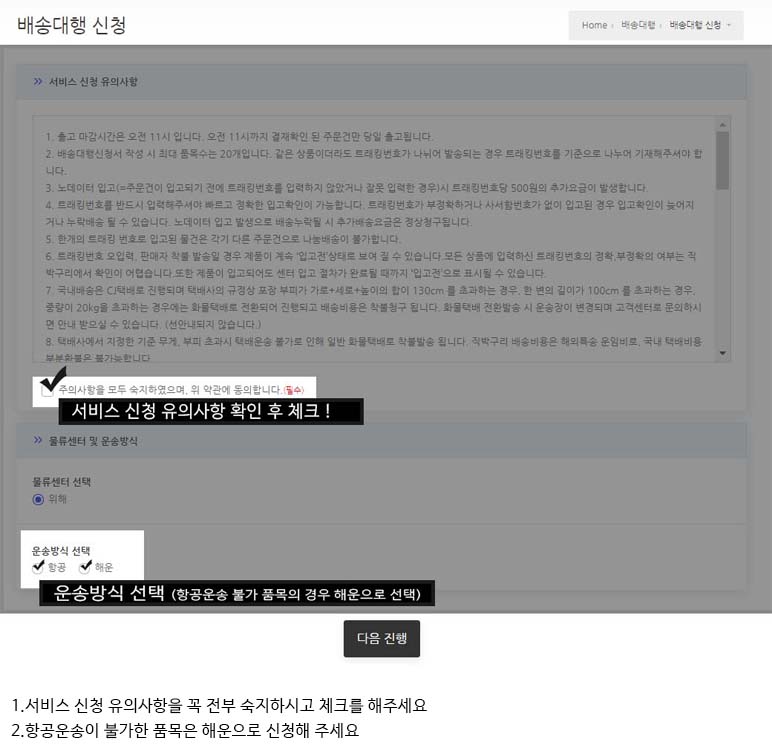 배송대행 신청
Home › 배송대행 › 배송대행 신청
» 서비스 신청 유의사항
1. 출고 마감시간은 오전 11시 입니다. 오전 11시까지 결재확인 된 주문건만 당일 출고됩니다.
2. 배송대행신청서 작성 시 최대 품목수는 20개입니다. 같은 상품이더라도 트래킹번호가 나뉘어 발송되는 경우 트래킹번호를 기준으로 나누어 기재해주셔야 합
니다.
3. 노데이터 입고(=주문건이 입고되기 전에 트래킹번호를 입력하지 않았거나 잘못 입력한 경우)시 트래킹번호당 500원의 추가요금이 발생합니다.
4. 트래킹번호를 반드시 입력해주셔야 빠르고 정확한 입고확인이 가능합니다. 트래킹번호가 부정확하거나 사서함번호가 없이 입고된 경우 입고확인이 늦어지
거나 누락배송 될 수 있습니다. 노데이터 입고 발생으로 배송누락될 시 추가배송요금은 정상청구됩니다.
5. 한개의 트래킹 번호로 입고된 물건은 각기 다른 주문건으로 나눔배송이 불가합니다.
6. 트래킹번호 오입력, 판매자 착불 발송일 경우 제품이 계속 '입고전'상태로 보여 질 수 있습니다.모든 상품에 입력하신 트래킹번호의 정확,부정확의 여부는 직
박구리에서 확인이 어렵습니다.또한 제품이 입고되어도 센터 입고 절차가 완료될 때까지 '입고전'으로 표시될 수 있습니다.
7. 국내배송은 CJ택배로 진행되며 택배사의 규정상 포장 부피가 가로+세로+높이의 합이 130cm 를 초과하는 경우, 한 변의 길이가 100cm 를 초과하는 경우,
중량이 20kg을 초과하는 경우에는 화물택배로 전환되어 진행되고 배송비용은 착불청구 됩니다. 화물택배 전환발송 시 운송장이 변경되며 고객센터로 문의하시
면 안내 받으실 수 있습니다. (선안내되지 않습니다.)
8. 택배사에서 지정한 기준 무게, 부피 초과시 택배운송 불가로 인해 일반 화물택배로 착불발송 됩니다. 직박구리 배송비용은 해외특송 운임비로, 국내 택배비용
부분환불은 불가능합니다.
주의사항을 모두 숙지하였으며, 위 약관에 동의합니다.(필수)
서비스 신청 유의사항 확인 후 체크 !
» 물류센터 및 운송방식
물류센터 선택
위해
운송방식 선택
항공 해운
운송방식 선택 (항공운송 불가 품목의 경우 해운으로 선택)
다음 진행
1.서비스 신청 유의사항을 꼭 전부 숙지하시고 체크를 해주세요
2.항공운송이 불가한 품목은 해운으로 신청해 주세요